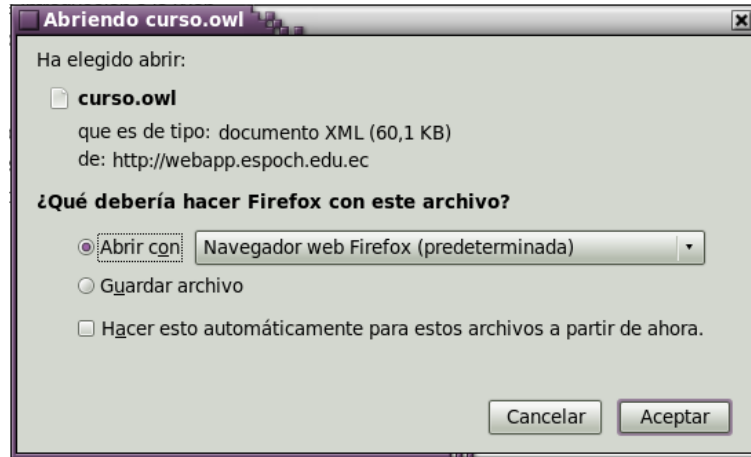 Abriendo curso.owl
Ha elegido abrir:
curso.owl
que es de tipo: documento XML (60,1 KB)
de: http://webapp.espoch.edu.ec
¿Qué debería hacer Firefox con este archivo?
Abrir con Navegador web Firefox (predeterminada)
Guardar archivo
Hacer esto automáticamente para estos archivos a partir de ahora.
Cancelar Aceptar